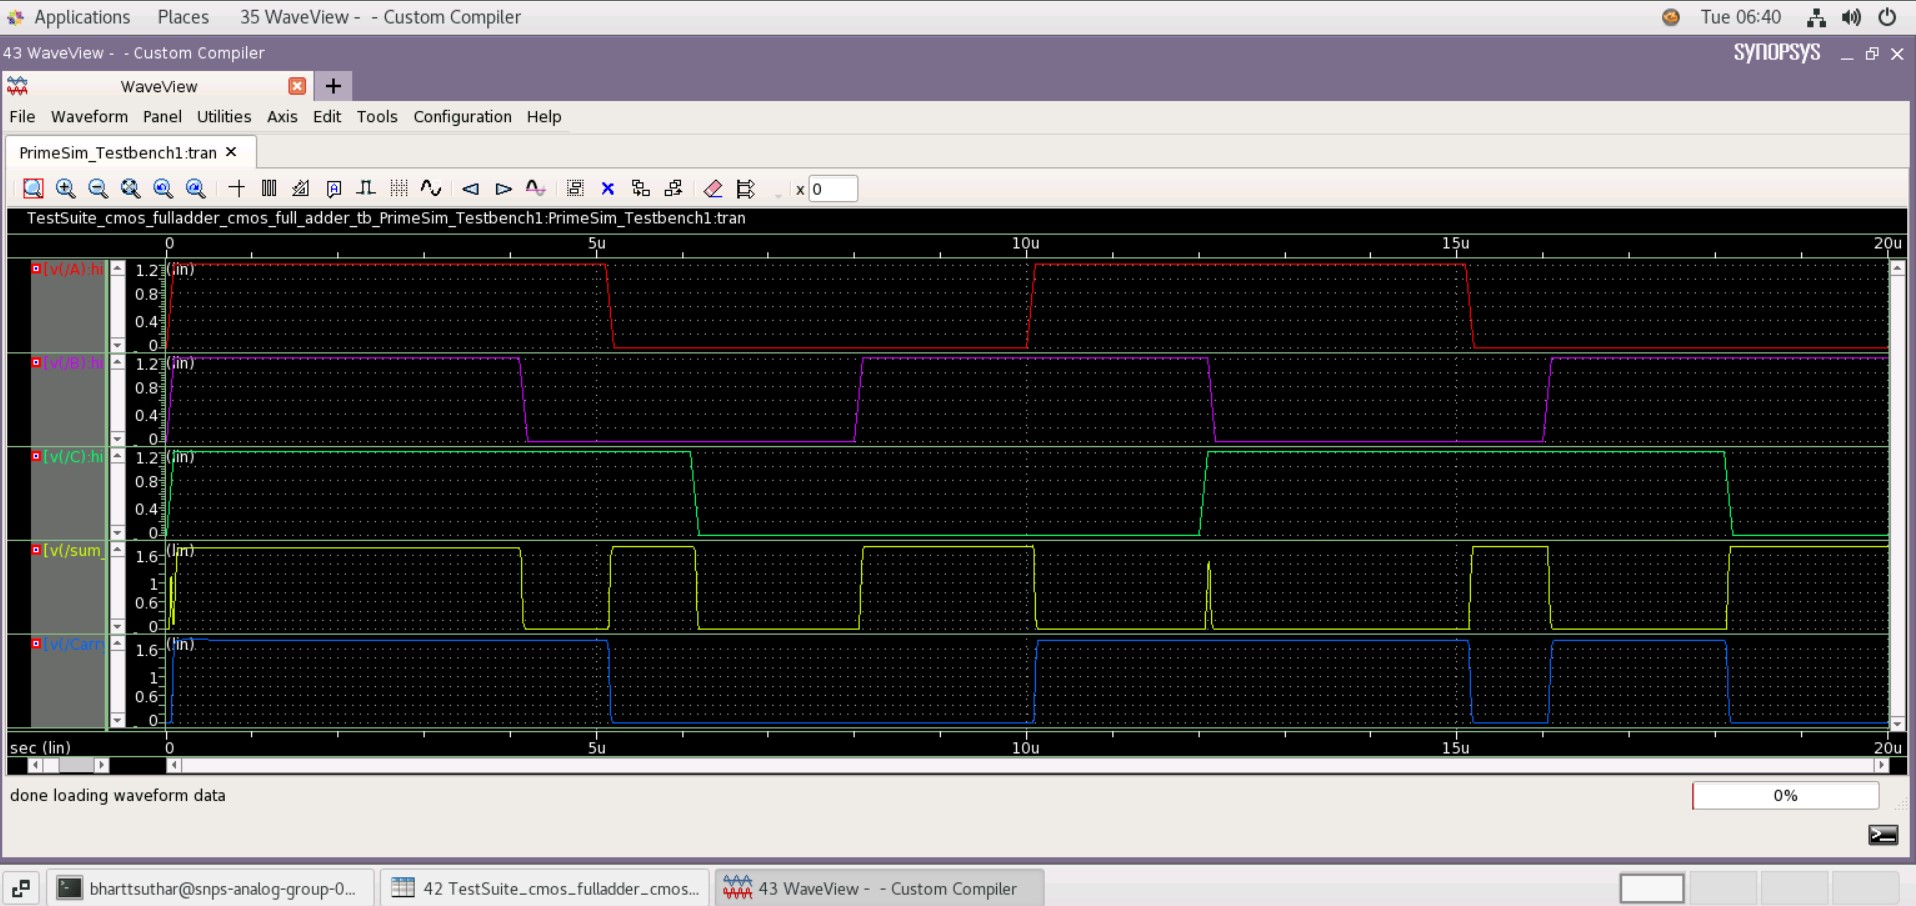 Applications Places 35 WaveView - - Custom Compiler Tue 06:40
43 WaveView - - Custom Compiler SYNOPSYS
WaveView
File Waveform Panel Utilities Axis Edit Tools Configuration Help
PrimeSim_Testbench1:tran
x 0
TestSuite_cmos_fulladder_cmos_full_adder_tb_PrimeSim_Testbench1:PrimeSim_Testbench1:tran
0 5u 10u 15u 20u
[v(/A):hi 1.2 (lin)
0.8
0.4
0
[v(/B):hi 1.2 (lin)
0.8
0.4
0
[v(/C):hi 1.2 (lin)
0.8
0.4
0
[v(/sum_ 1.6 (lin)
1
0.6
0
[v(/Carr 1.6 (lin)
1
0.6
0
sec (lin) 0 5u 10u 15u 20u
done loading waveform data 0%
bharttsuthar@snps-analog-group-0... 42 TestSuite_cmos_fulladder_cmos... 43 WaveView - - Custom Compiler